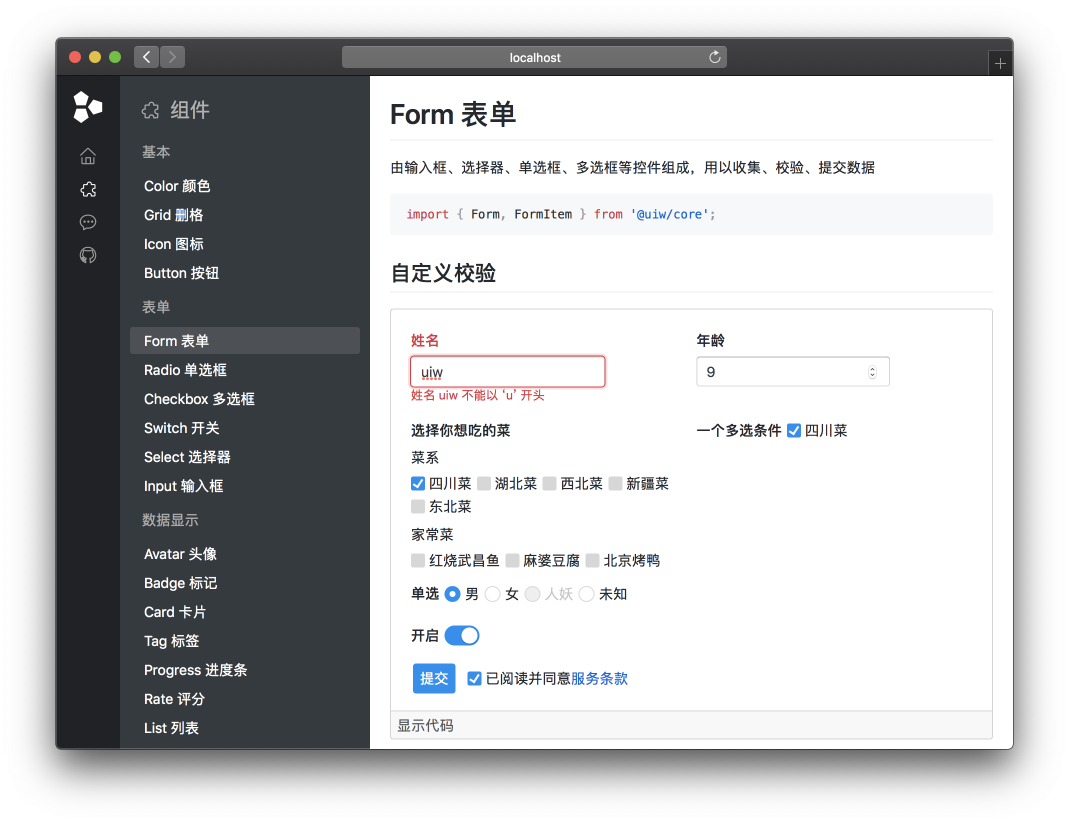 localhost
组件
基本
Color 颜色
Grid 删格
Icon 图标
Button 按钮
表单
Form 表单
Radio 单选框
Checkbox 多选框
Switch 开关
Select 选择器
Input 输入框
数据显示
Avatar 头像
Badge 标记
Card 卡片
Tag 标签
Progress 进度条
Rate 评分
List 列表
Form 表单
由输入框、选择器、单选框、多选框等控件组成，用以收集、校验、提交数据
import { Form, FormItem } from '@uiw/core';
自定义校验
姓名 年龄
uiw 9
姓名 uiw 不能以 ‘u’ 开头
选择你想吃的菜 一个多选条件 四川菜
菜系
四川菜 湖北菜 西北菜 新疆菜
东北菜
家常菜
红烧武昌鱼 麻婆豆腐 北京烤鸭
单选 男 女 人妖 未知
开启
提交 已阅读并同意服务条款
显示代码